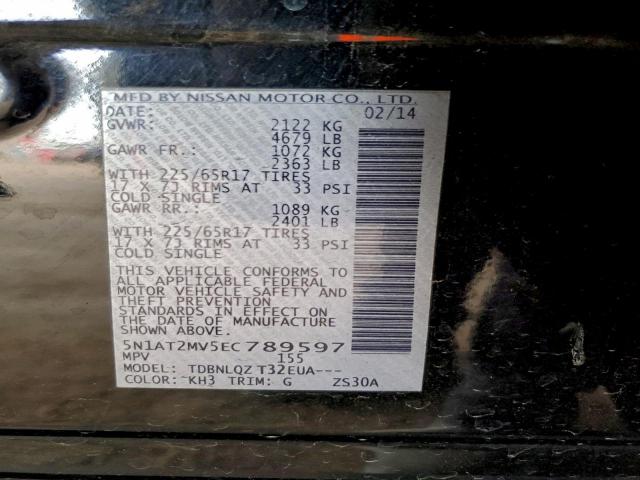 MFD BY NISSAN MOTOR CO., LTD.
DATE: 02/14
GVWR: 2122 KG
4679 LB
GAWR FR.: 1072 KG
2363 LB
WITH 225/65R17 TIRES
17 X 7J RIMS AT 33 PSI
COLD SINGLE
GAWR RR.: 1089 KG
2401 LB
WITH 225/65R17 TIRES
17 X 7J RIMS AT 33 PSI
COLD SINGLE
THIS VEHICLE CONFORMS TO
ALL APPLICABLE FEDERAL
MOTOR VEHICLE SAFETY AND
THEFT PREVENTION
STANDARDS IN EFFECT ON
THE DATE OF MANUFACTURE
SHOWN ABOVE.
5N1AT2MV5EC789597
MPV 155
MODEL: TDBNLQZ T32EUA---
COLOR: KH3 TRIM: G ZS30A